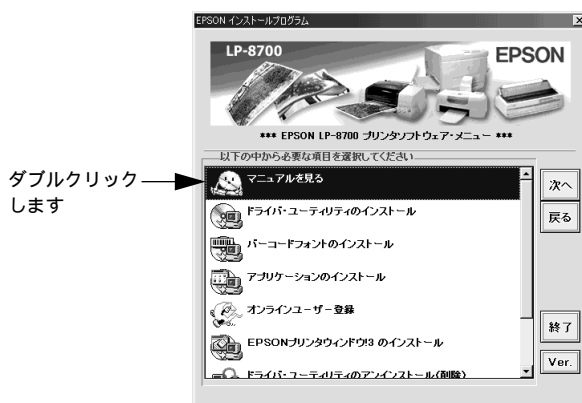 EPSON インストールプログラム
LP-8700
EPSON
*** EPSON LP-8700 プリンタソフトウェア・メニュー ***
以下の中から必要な項目を選択してください
ダブルクリック
します
マニュアルを見る
ドライバ・ユーティリティのインストール
バーコードフォントのインストール
アプリケーションのインストール
オンラインユーザー登録
EPSONプリンタウィンドウ!3 のインストール
ドライバ・ユーティリティのアンインストール(削除)
次へ
戻る
終了
Ver.